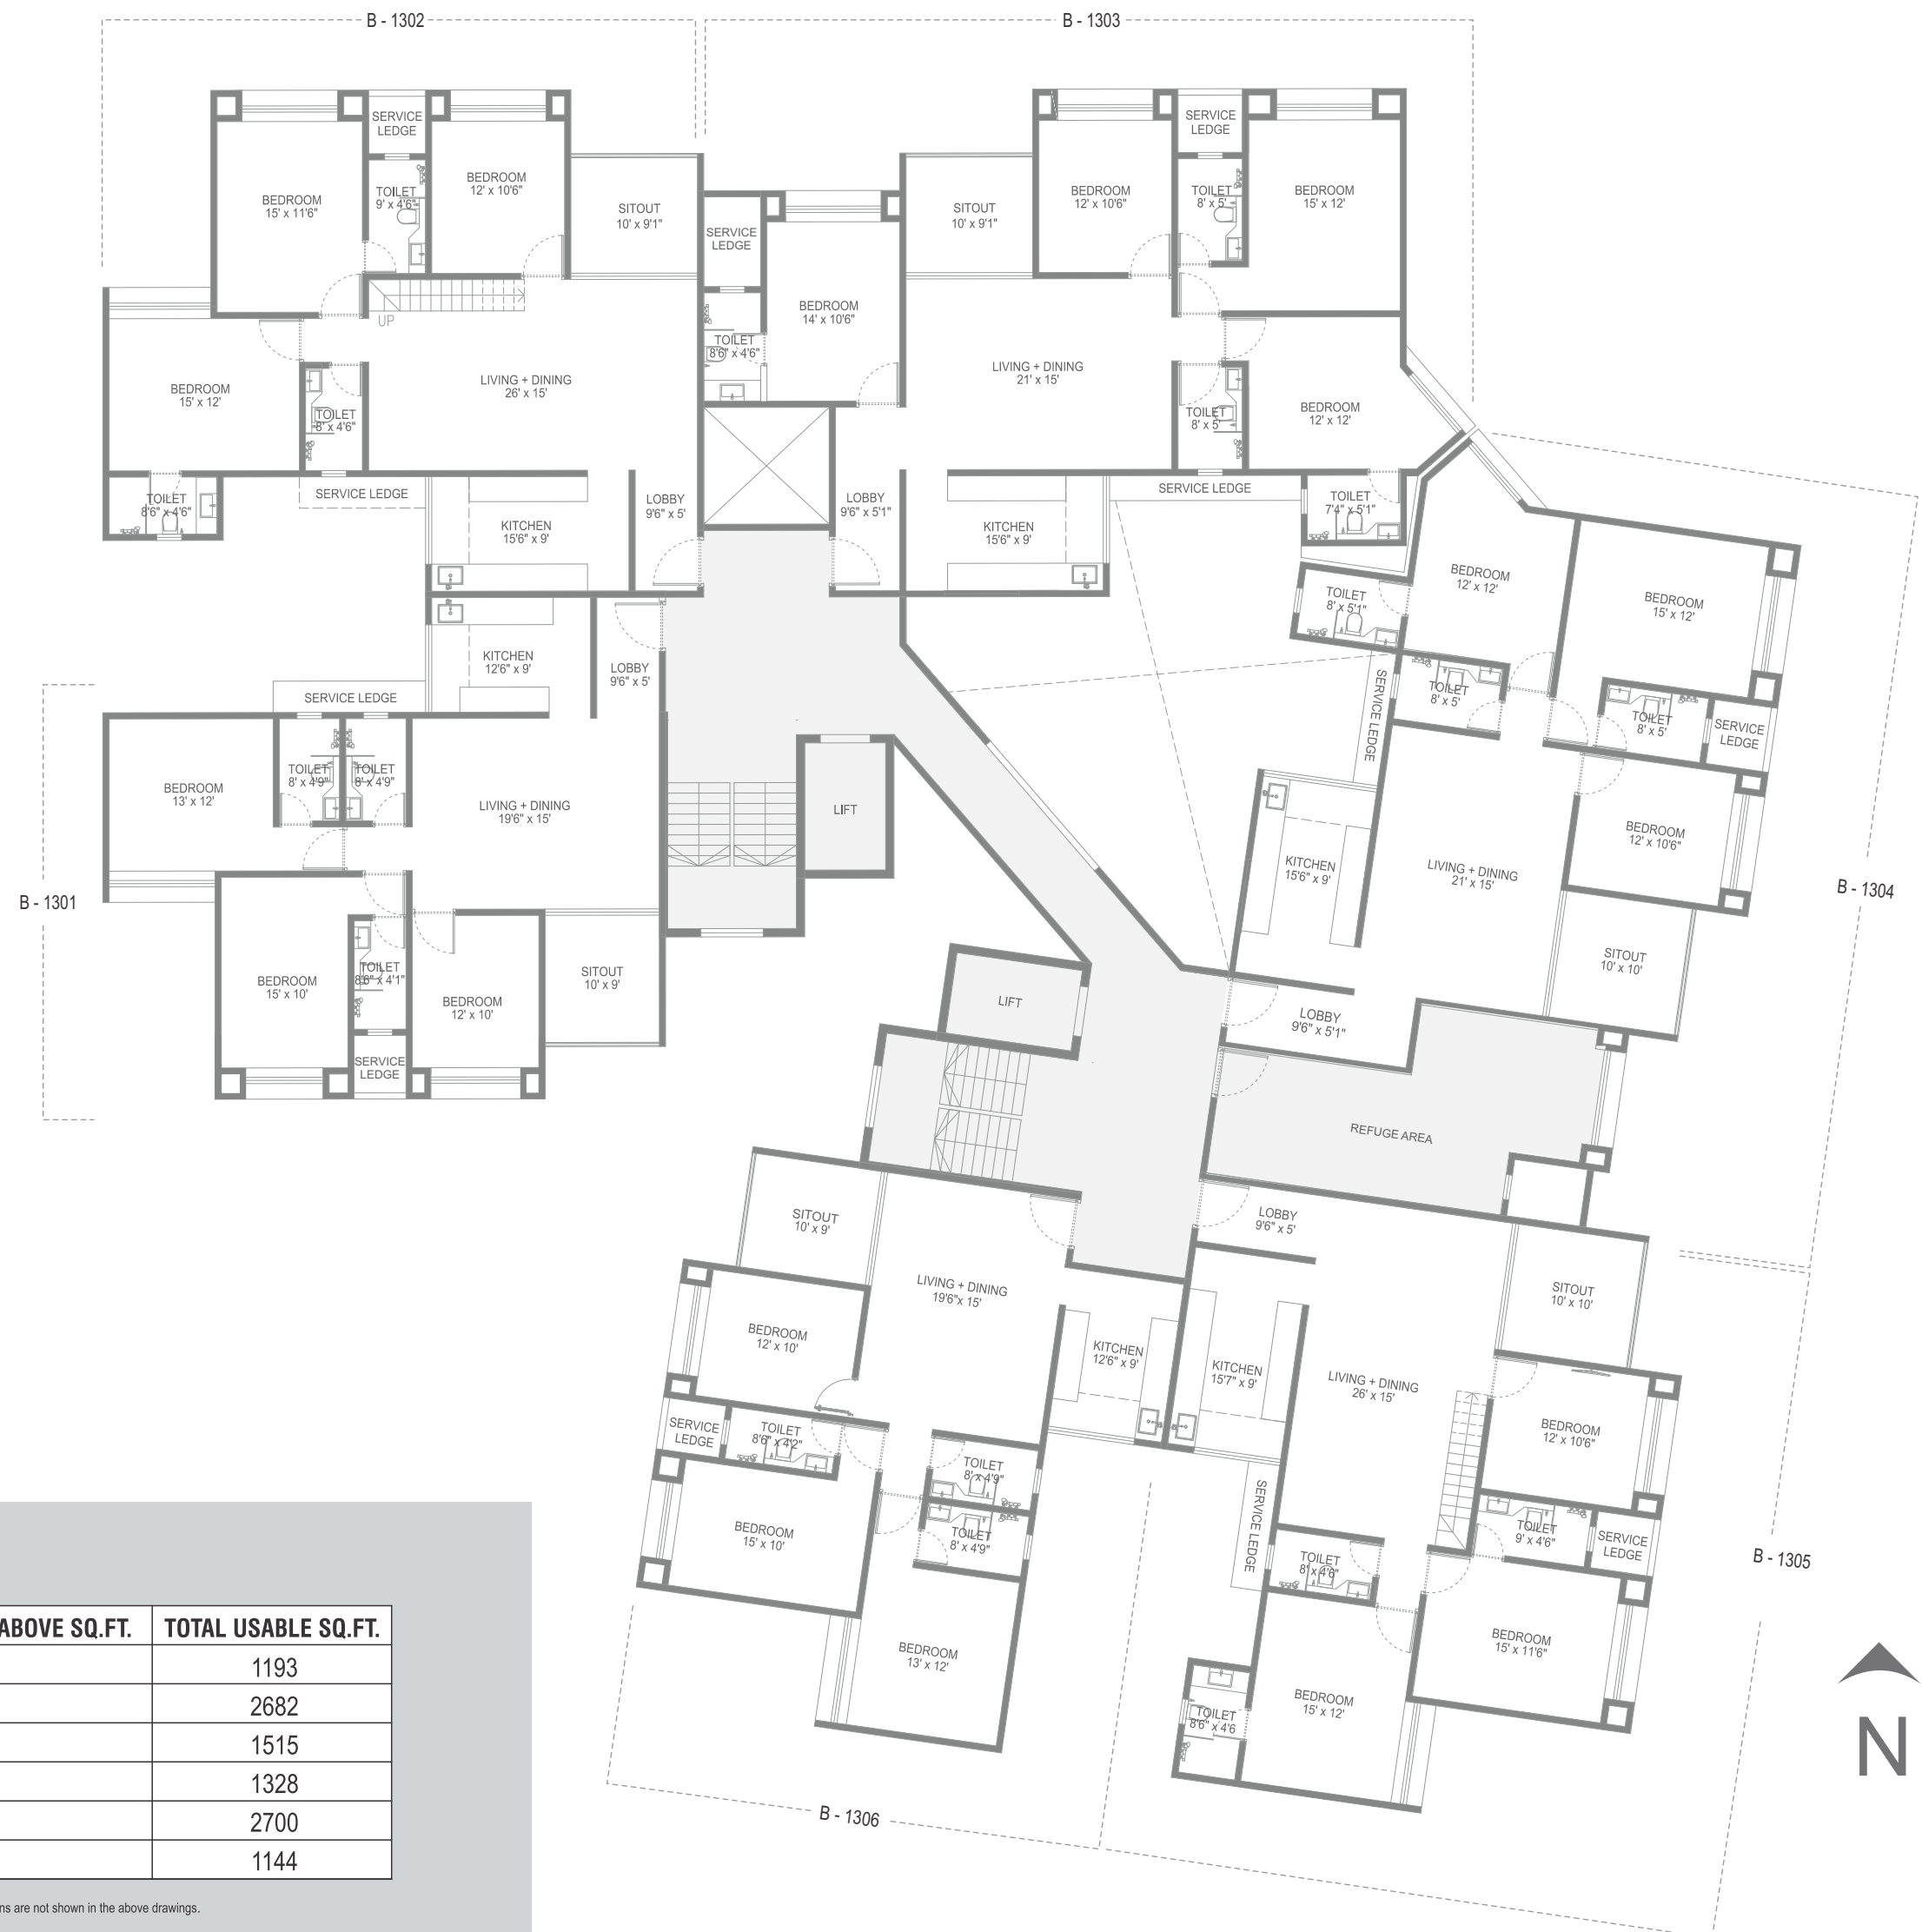 B - 1302
B - 1303
SERVICE
LEDGE
BEDROOM
15' x 11'6"
TOILET
9' x 4'6"
BEDROOM
12' x 10'6"
SITOUT
10' x 9'1"
UP
BEDROOM
15' x 12'
TOILET
8' x 4'6"
LIVING + DINING
26' x 15'
TOILET
8'6" x 4'6"
SERVICE LEDGE
KITCHEN
15'6" x 9'
LOBBY
9'6" x 5'
SERVICE
LEDGE
BEDROOM
14' x 10'6"
TOILET
8'6" x 4'6"
SITOUT
10' x 9'1"
BEDROOM
12' x 10'6"
SERVICE
LEDGE
TOILET
8' x 5'
BEDROOM
15' x 12'
LIVING + DINING
21' x 15'
TOILET
8' x 5'
BEDROOM
12' x 12'
LOBBY
9'6" x 5'1"
KITCHEN
15'6" x 9'
SERVICE LEDGE
TOILET
7'4" x 5'1"
KITCHEN
12'6" x 9'
LOBBY
9'6" x 5'
SERVICE LEDGE
BEDROOM
13' x 12'
TOILET
8' x 4'9"
TOILET
8' x 4'9"
LIVING + DINING
19'6" x 15'
LIFT
B - 1301
BEDROOM
15' x 10'
TOILET
8'6" x 4'1"
SERVICE
LEDGE
BEDROOM
12' x 10'
SITOUT
10' x 9'
BEDROOM
12' x 12'
TOILET
8' x 5'1"
BEDROOM
15' x 12'
SERVICE LEDGE
TOILET
8' x 5'
TOILET
8' x 5'
SERVICE
LEDGE
KITCHEN
15'6" x 9'
LIVING + DINING
21' x 15'
BEDROOM
12' x 10'6"
B - 1304
SITOUT
10' x 10'
LIFT
LOBBY
9'6" x 5'1"
REFUGE AREA
SITOUT
10' x 9'
LIVING + DINING
19'6"x 15'
BEDROOM
12' x 10'
KITCHEN
12'6" x 9'
SERVICE
LEDGE
TOILET
8'6" x 4'2"
TOILET
8' x 4'9"
BEDROOM
15' x 10'
TOILET
8' x 4'9"
BEDROOM
13' x 12'
B - 1306
LOBBY
9'6" x 5'
SITOUT
10' x 10'
KITCHEN
15'7" x 9'
LIVING + DINING
26' x 15'
BEDROOM
12' x 10'6"
SERVICE LEDGE
TOILET
9' x 4'6"
SERVICE
LEDGE
B - 1305
TOILET
8' x 4'6"
BEDROOM
15' x 11'6"
BEDROOM
15' x 12'
TOILET
8'6" x 4'6
N
ABOVE SQ.FT. TOTAL USABLE SQ.FT.
1193
2682
1515
1328
2700
1144
ns are not shown in the above drawings.